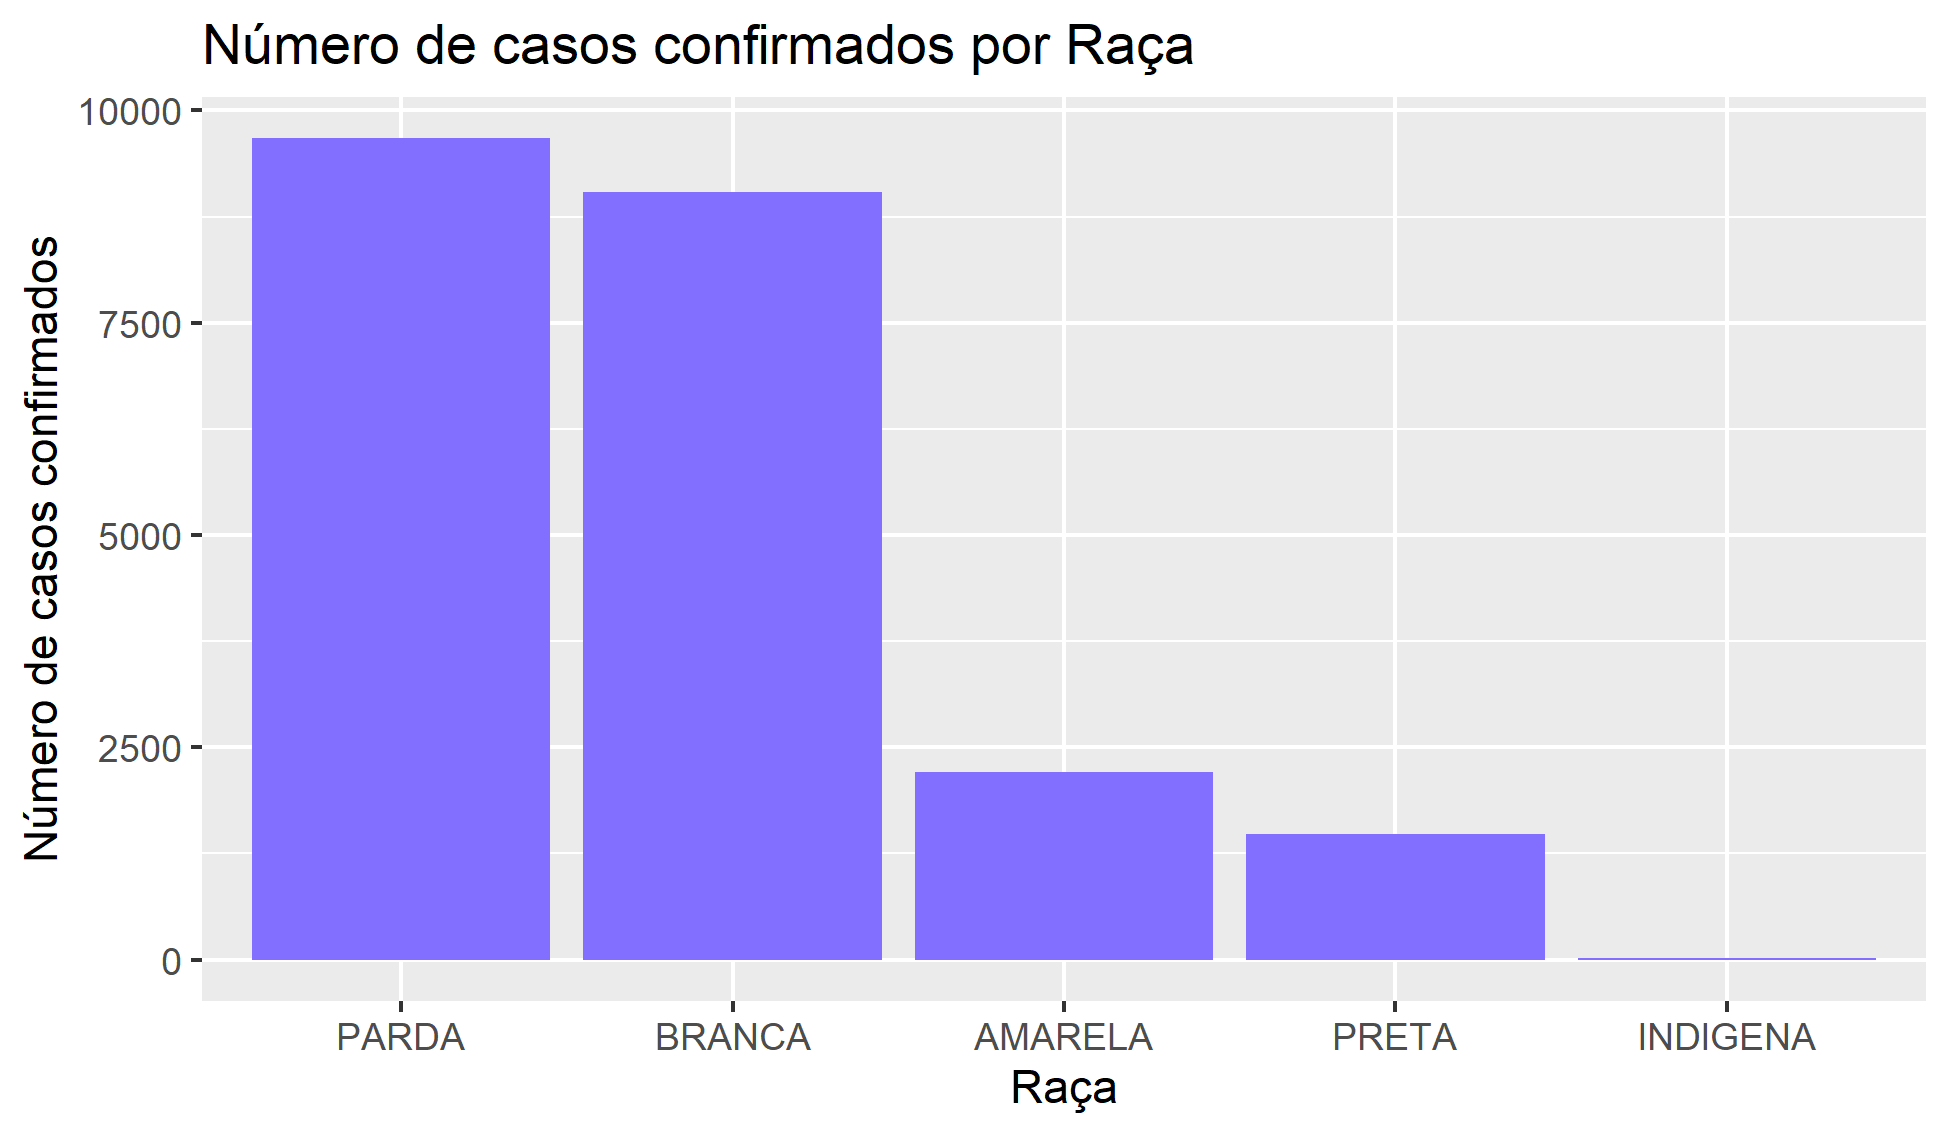 Número de casos confirmados por Raça
Número de casos confirmados
10000
7500
5000
2500
0
PARDA BRANCA AMARELA PRETA INDIGENA
Raça